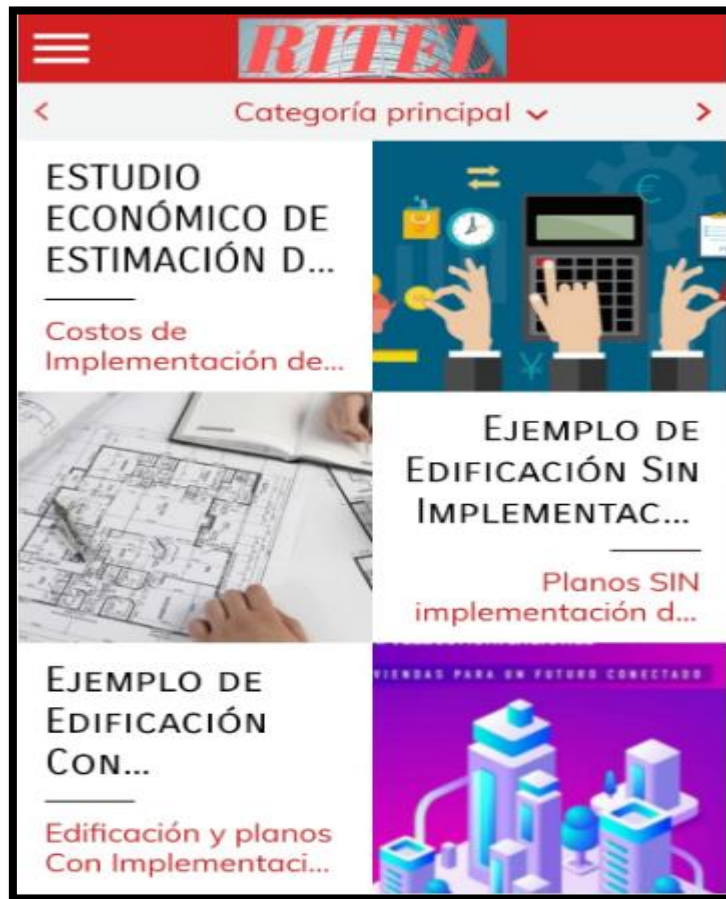 RITEL
Categoría principal
ESTUDIO
ECONÓMICO DE
ESTIMACIÓN D...
Costos de
Implementación de...
EJEMPLO DE
EDIFICACIÓN SIN
IMPLEMENTAC...
Planos SIN
implementación d...
VIENDAS PARA UN FUTURO CONECTADO
EJEMPLO DE
EDIFICACIÓN
CON...
Edificación y planos
Con Implementaci...